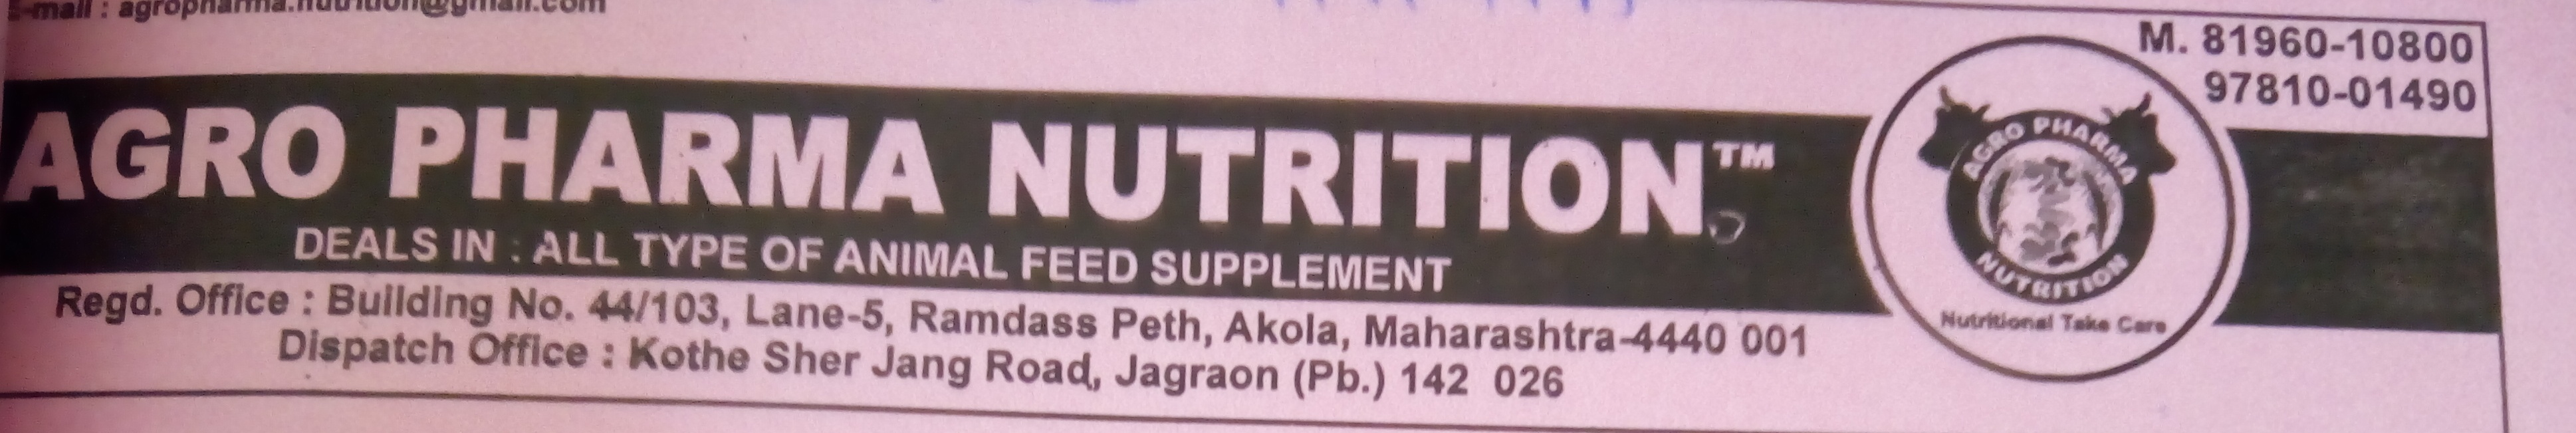 E-mail : agropharma.nutrition@gmail.com
M. 81960-10800
97810-01490
AGRO PHARMA NUTRITION™
DEALS IN : ALL TYPE OF ANIMAL FEED SUPPLEMENT
Regd. Office : Building No. 44/103, Lane-5, Ramdass Peth, Akola, Maharashtra-4440 001
Dispatch Office : Kothe Sher Jang Road, Jagraon (Pb.) 142 026
AGRO PHARMA
NUTRITION
Nutritional Take Care